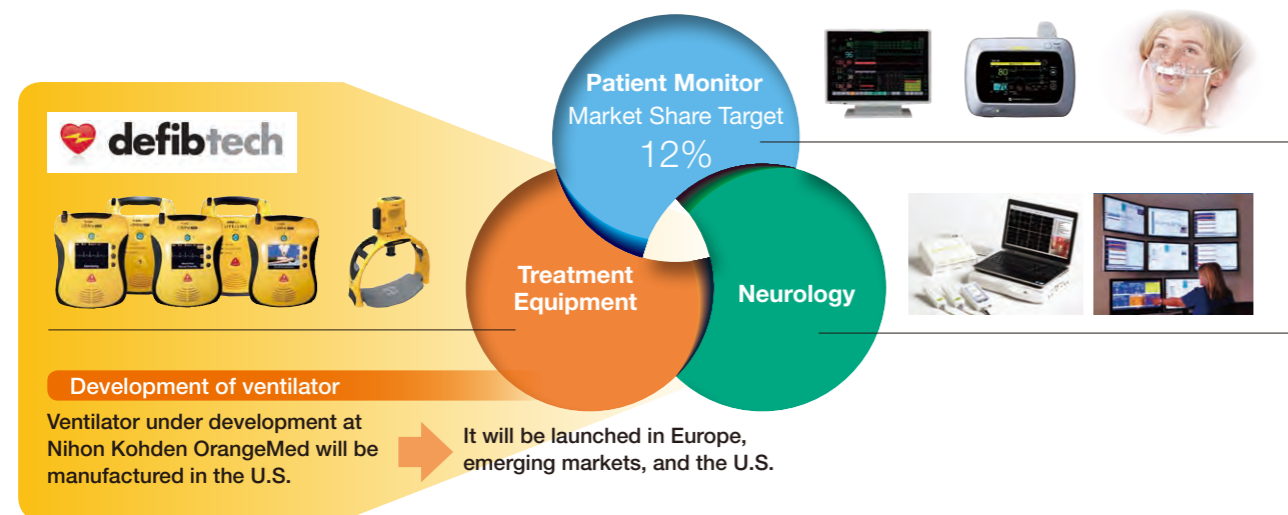 Patient Monitor
Market Share Target
12%
defibtech
Treatment
Equipment
Neurology
Development of ventilator
Ventilator under development at
Nihon Kohden OrangeMed will be
manufactured in the U.S.
It will be launched in Europe,
emerging markets, and the U.S.